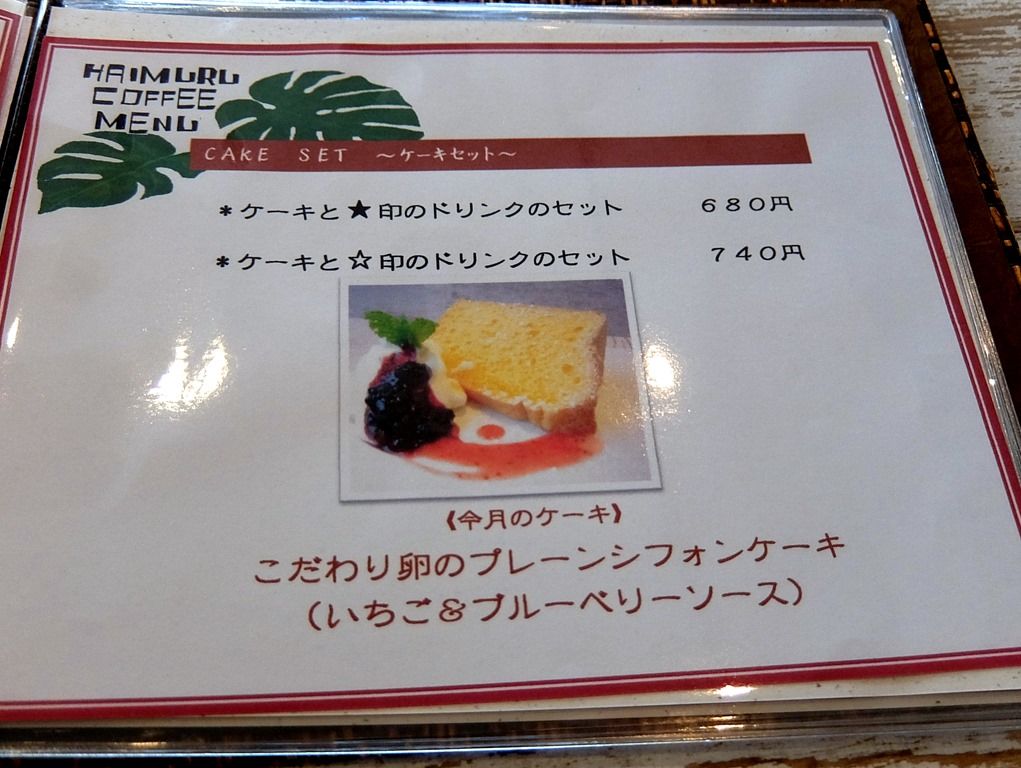 HAIMURU
COFFEE
MENU
CAKE SET ～ケーキセット～
＊ケーキと★印のドリンクのセット ６８０円
＊ケーキと☆印のドリンクのセット ７４０円
《今月のケーキ》
こだわり卵のプレーンシフォンケーキ
（いちご＆ブルーベリーソース）